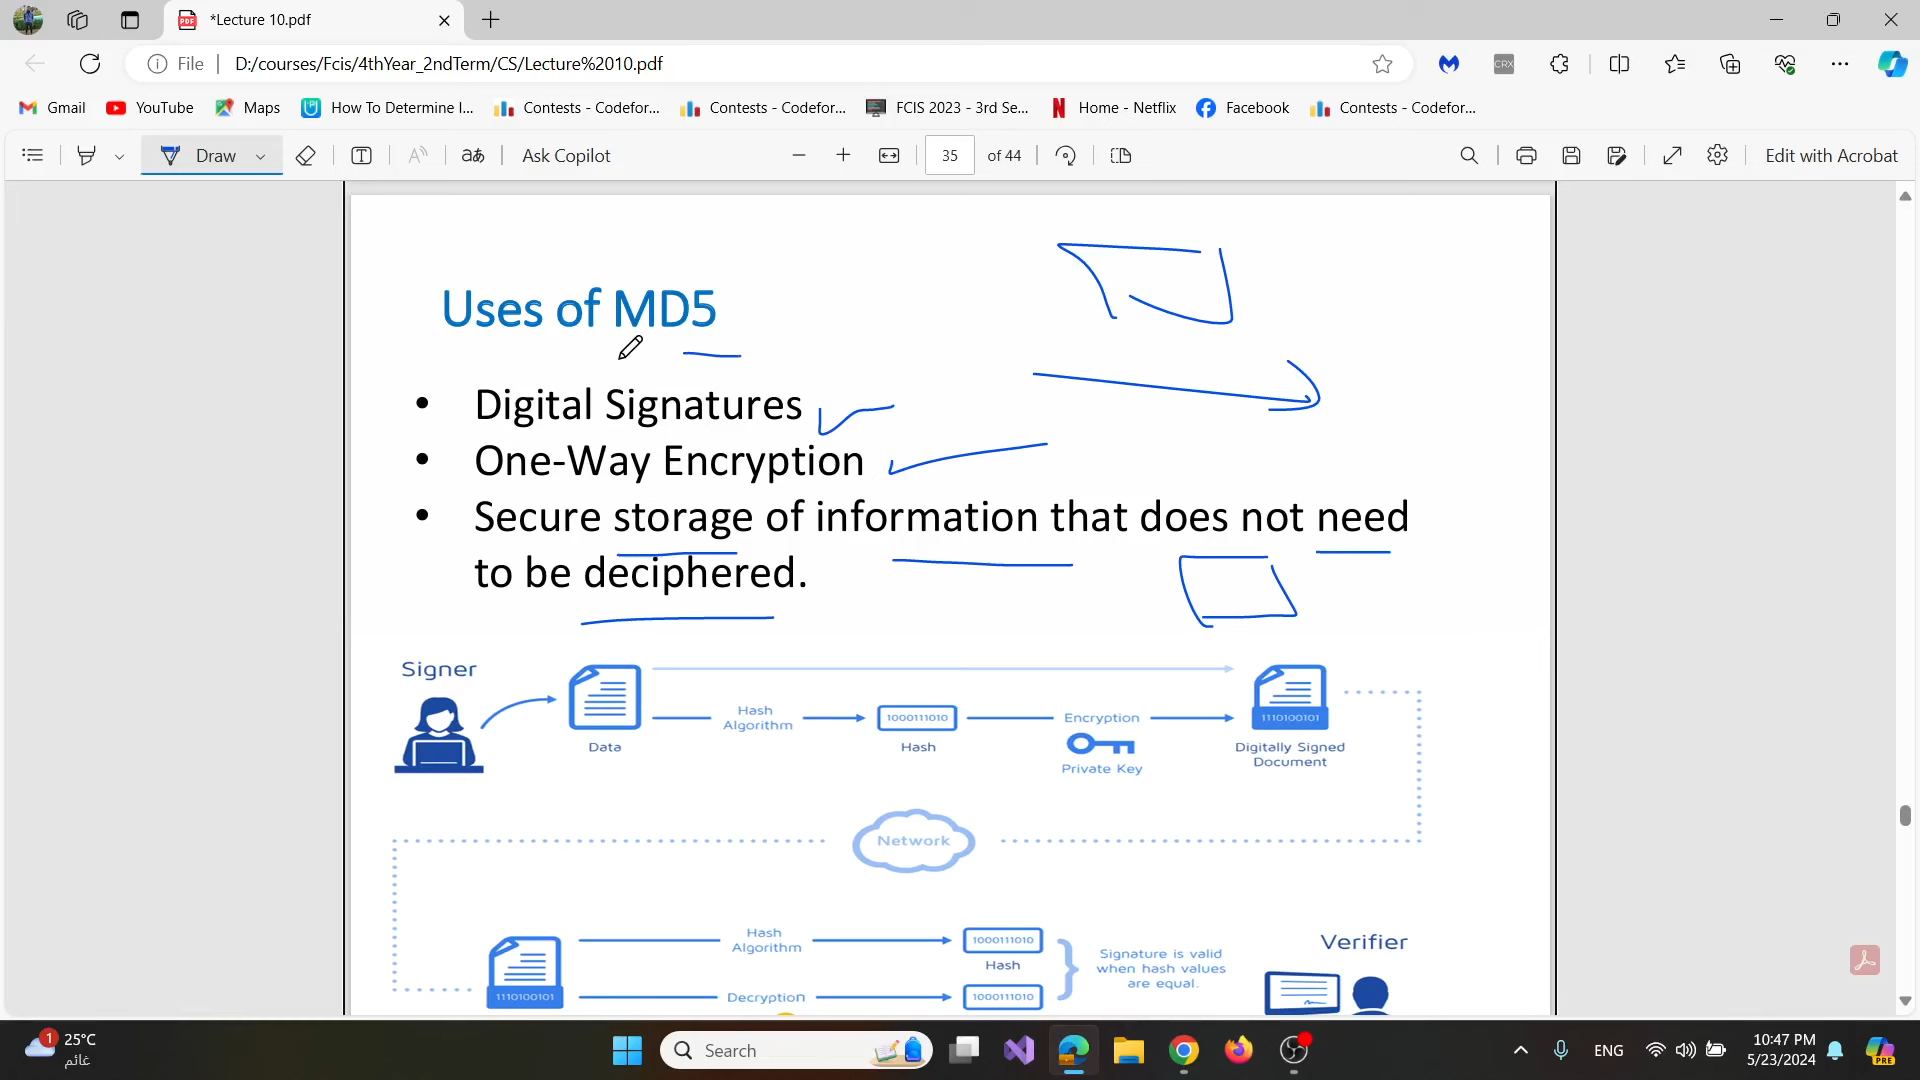 *Lecture 10.pdf
File
D:/courses/Fcis/4thYear_2ndTerm/CS/Lecture%2010.pdf
CRX
Gmail
YouTube
Maps
How To Determine I...
Contests - Codefor...
Contests - Codefor...
FCIS 2023 - 3rd Se...
Home - Netflix
Facebook
Contests - Codefor...
Draw
aあ
Ask Copilot
35
of 44
Edit with Acrobat
Uses of MD5
• Digital Signatures
• One-Way Encryption
• Secure storage of information that does not need
to be deciphered.
Signer
Data
Hash
Algorithm
1000111010
Hash
Encryption
Private Key
1110100101
Digitally Signed
Document
Network
1110100101
Hash
Algorithm
1000111010
Hash
Decryption
1000111010
Signature is valid
when hash values
are equal.
Verifier
1
25°C
غائم
Search
ENG
10:47 PM
5/23/2024
PRE